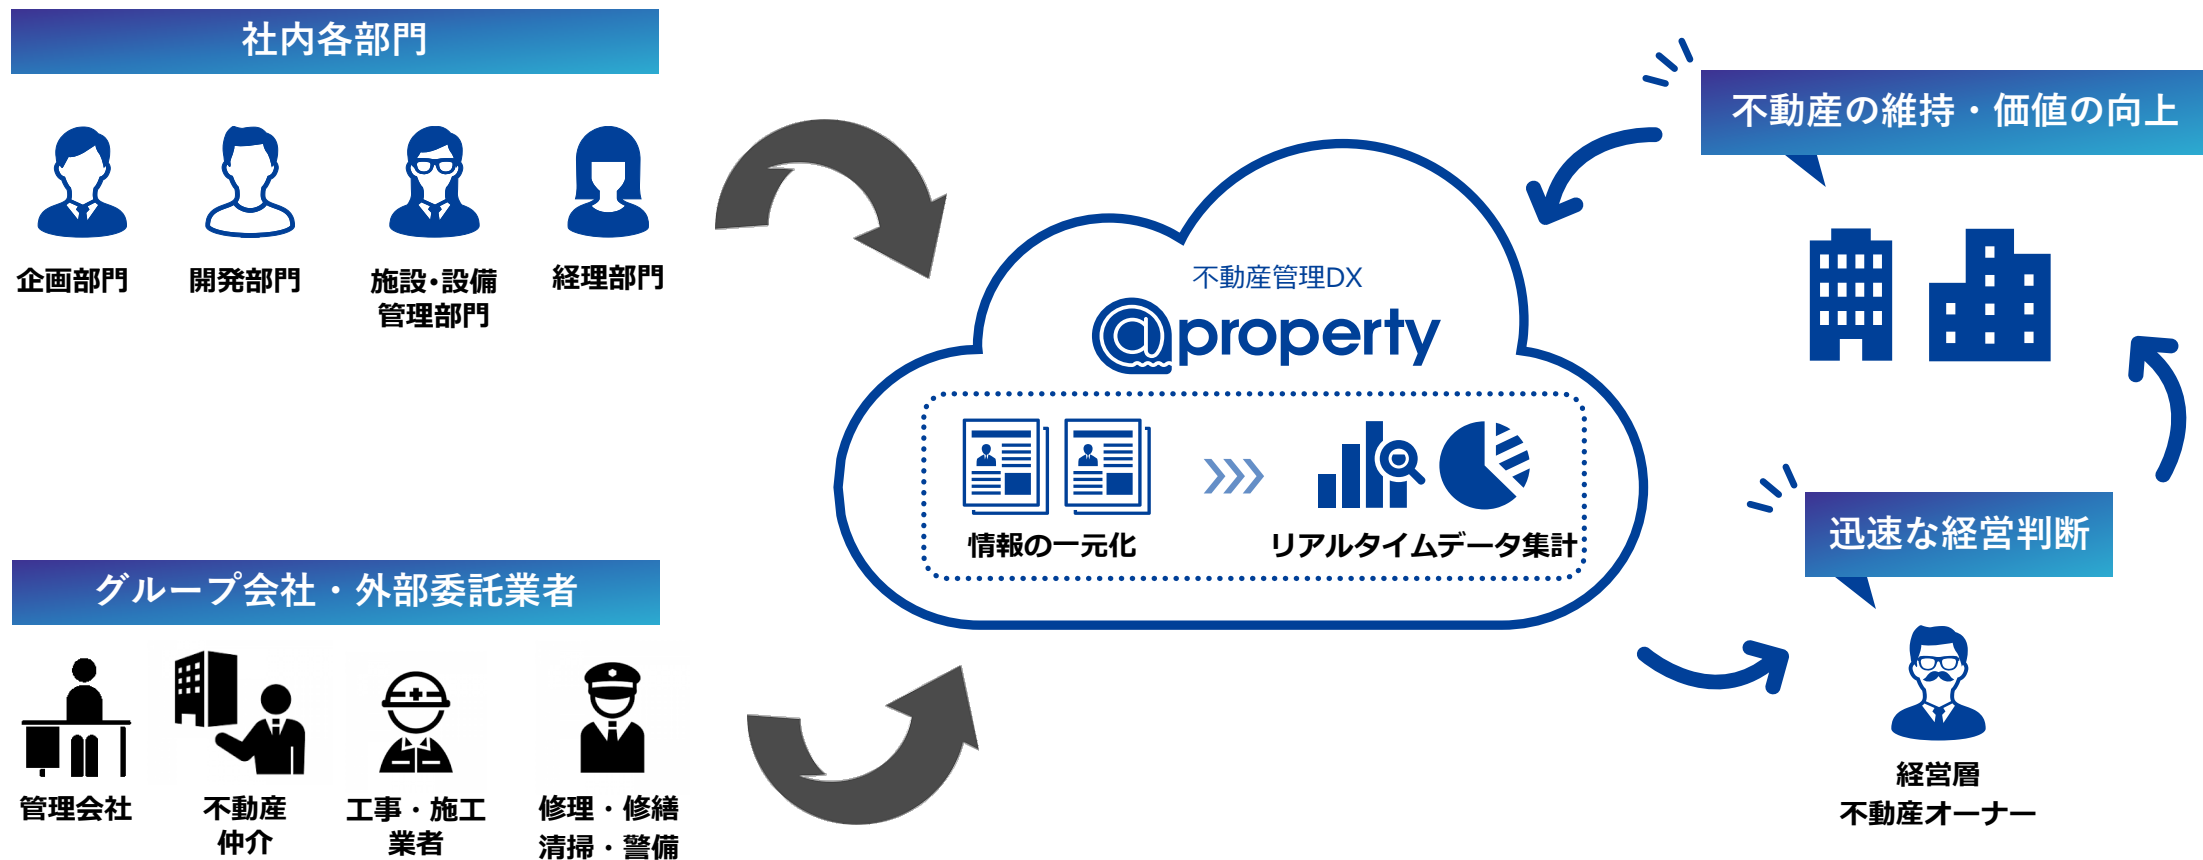 社内各部門
企画部門
開発部門
施設・設備
管理部門
経理部門
グループ会社・外部委託業者
管理会社
不動産
仲介
工事・施工
業者
修理・修繕
清掃・警備
不動産管理DX
@property
情報の一元化
リアルタイムデータ集計
不動産の維持・価値の向上
迅速な経営判断
経営層
不動産オーナー